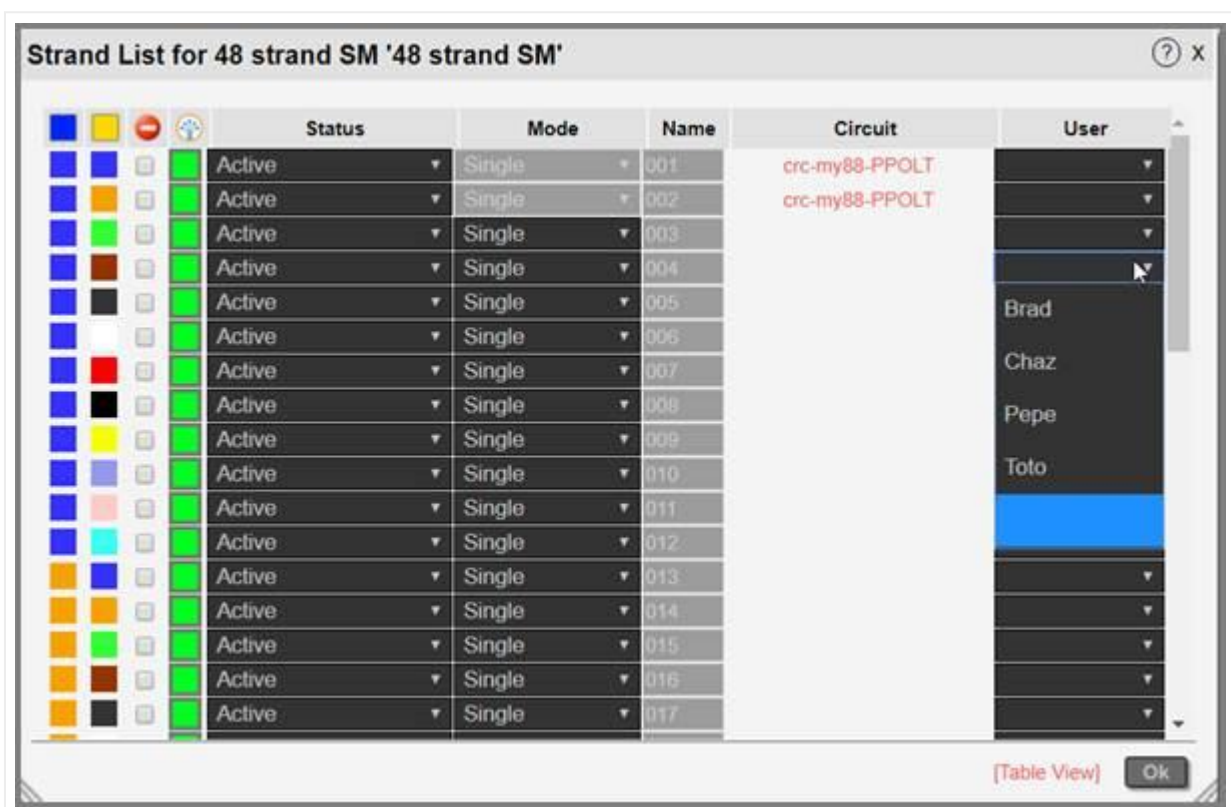 Strand List for 48 strand SM '48 strand SM' ? x
Status Mode Name Circuit User
Active Single 001 crc-my88-PPOLT
Active Single 002 crc-my88-PPOLT
Active Single 003
Active Single 004
Active Single 005 Brad
Active Single 006
Active Single 007 Chaz
Active Single 008 Pepe
Active Single 009
Active Single 010 Toto
Active Single 011
Active Single 012
Active Single 013
Active Single 014
Active Single 015
Active Single 016
Active Single 017
[Table View] Ok